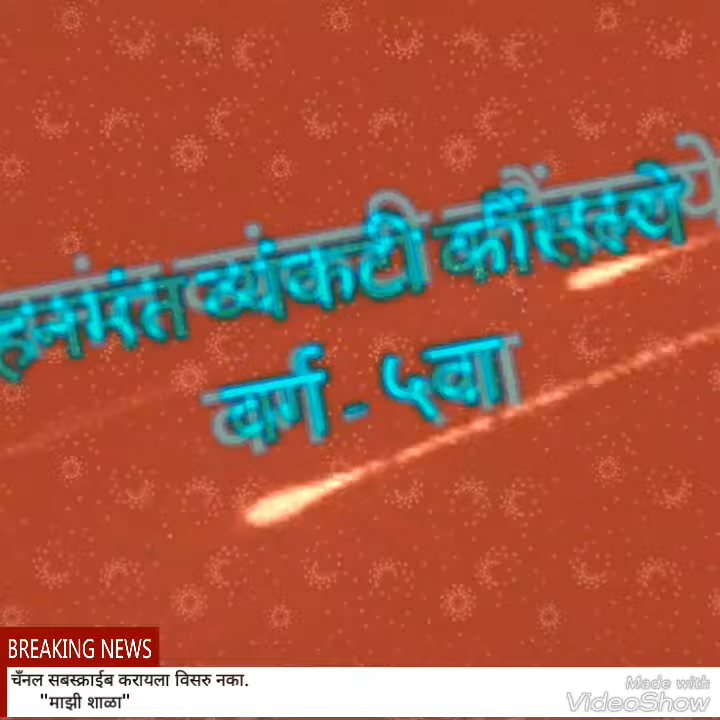 हनमंत व्यंकटी कौंसल्ये
वर्ग - ५वा
BREAKING NEWS
चॅंनल सबस्क्राईब करायला विसरु नका.
"माझी शाळा"
Made with
VideoShow